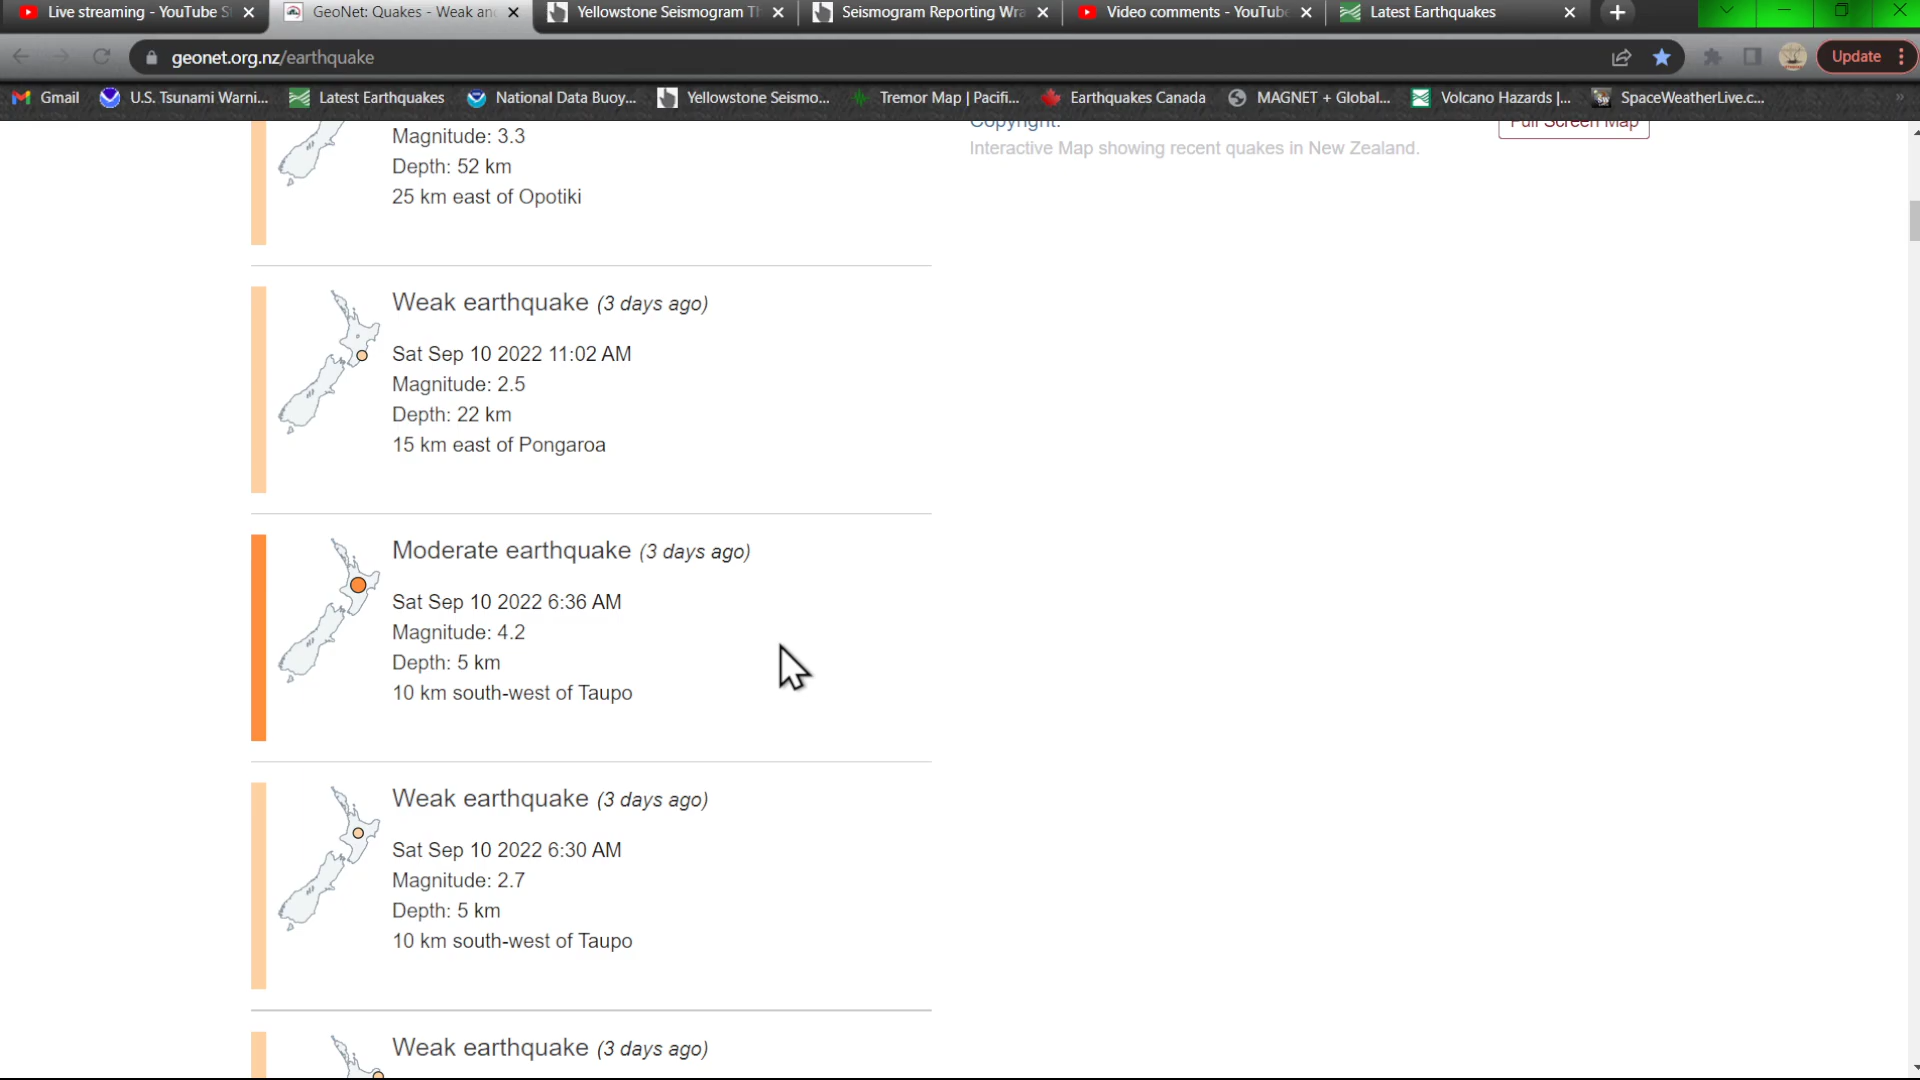 Live streaming - YouTube S
GeoNet: Quakes - Weak an
Yellowstone Seismogram Th
Seismogram Reporting Wra
Video comments - YouTube
Latest Earthquakes
geonet.org.nz/earthquake
Update
Gmail
U.S. Tsunami Warni...
Latest Earthquakes
National Data Buoy...
Yellowstone Seismo...
Tremor Map | Pacifi...
Earthquakes Canada
MAGNET + Global...
Volcano Hazards |...
SpaceWeatherLive.c...
Magnitude: 3.3
Depth: 52 km
25 km east of Opotiki
Copyright.
Full Screen Map
Interactive Map showing recent quakes in New Zealand.
Weak earthquake (3 days ago)
Sat Sep 10 2022 11:02 AM
Magnitude: 2.5
Depth: 22 km
15 km east of Pongaroa
Moderate earthquake (3 days ago)
Sat Sep 10 2022 6:36 AM
Magnitude: 4.2
Depth: 5 km
10 km south-west of Taupo
Weak earthquake (3 days ago)
Sat Sep 10 2022 6:30 AM
Magnitude: 2.7
Depth: 5 km
10 km south-west of Taupo
Weak earthquake (3 days ago)